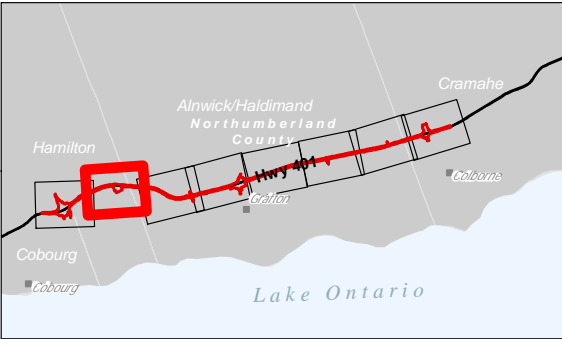 Cramahe
Alnwick/Haldimand
Northumberland
County
Hamilton
Hwy 401
Colborne
Grafton
Cobourg
Cobourg
Lake Ontario